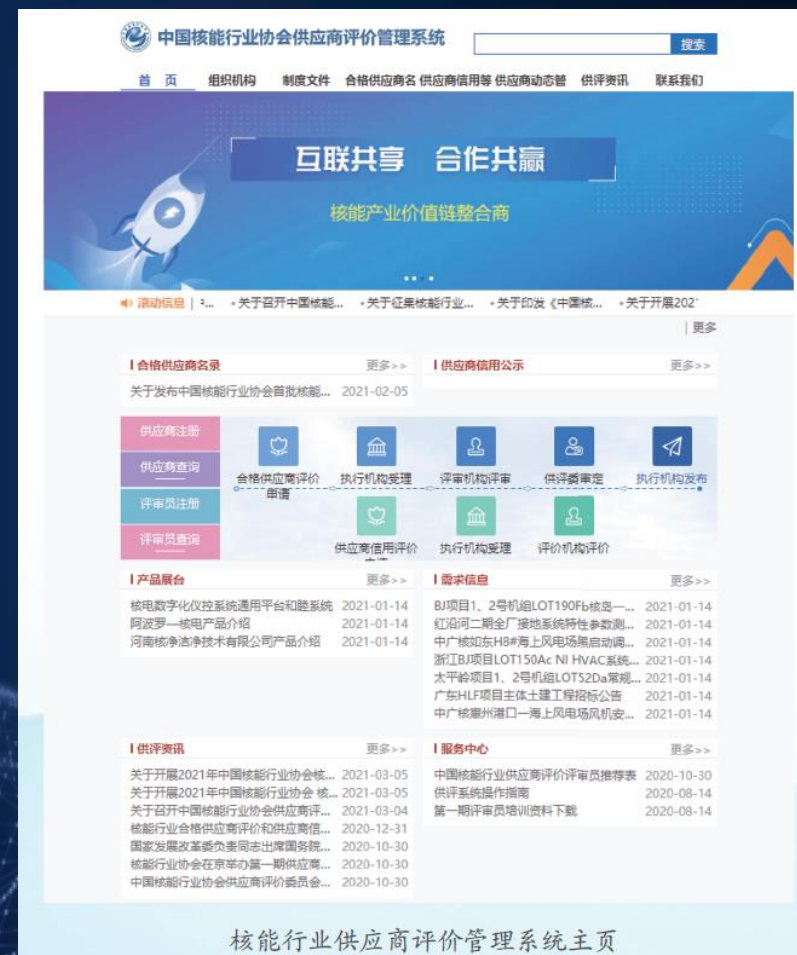 中国核能行业协会供应商评价管理系统
搜索
首 页 组织机构 制度文件 合格供应商名 供应商信用等 供应商动态管 供评资讯 联系我们
互联共享 合作共赢
核能产业价值链整合商
滚动信息 | ... •关于召开中国核能... •关于征集核能行业... •关于印发《中国核... •关于开展202
| 更多
合格供应商名录 更多>>
关于发布中国核能行业协会首批核能... 2021-02-05
供应商信用公示 更多>>
供应商注册
供应商查询
评审员注册
评审员查询
合格供应商评价 执行机构受理 评审机构评审 供评委审定 执行机构发布
申请
供应商信用评价 执行机构受理 评价机构评价
产品展台 更多>>
核电数字化仪控系统通用平台和睦系统 2021-01-14
阿波罗—核电产品介绍 2021-01-14
河南核净洁净技术有限公司产品介绍 2021-01-14
需求信息 更多>>
BJ项目1、2号机组LOT190Fb核岛一... 2021-01-14
红沿河二期全厂接地系统特性参数测... 2021-01-14
中广核如东H8#海上风电场黑启动调... 2021-01-14
浙江BJ项目LOT150Ac NI HVAC系统... 2021-01-14
太平岭项目1、2号机组LOT52Da常规... 2021-01-14
广东HLF项目主体土建工程招标公告 2021-01-14
中广核惠州港口一海上风电场风机安... 2021-01-14
供评资讯 更多>>
关于开展2021年中国核能行业协会核... 2021-03-05
关于开展2021年中国核能行业协会 核... 2021-03-05
关于召开中国核能行业协会供应商评... 2021-03-04
核能行业合格供应商评价和供应商信... 2020-12-31
国家发展改革委负责同志出席国务院... 2020-10-30
核能行业协会在京举办第一期供应商... 2020-10-30
中国核能行业协会供应商评价委员会... 2020-10-30
服务中心 更多>>
中国核能行业供应商评价评审员推荐表 2020-10-30
供评系统操作指南 2020-08-14
第一期评审员培训资料下载 2020-08-14
核能行业供应商评价管理系统主页